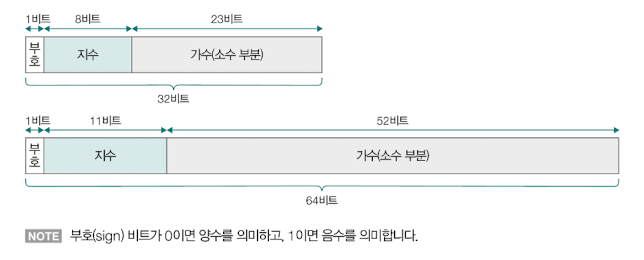 1비트 8비트 23비트
부호 지수 가수(소수 부분)
32비트
1비트 11비트 52비트
부호 지수 가수(소수 부분)
64비트
NOTE 부호(sign) 비트가 0이면 양수를 의미하고, 1이면 음수를 의미합니다.